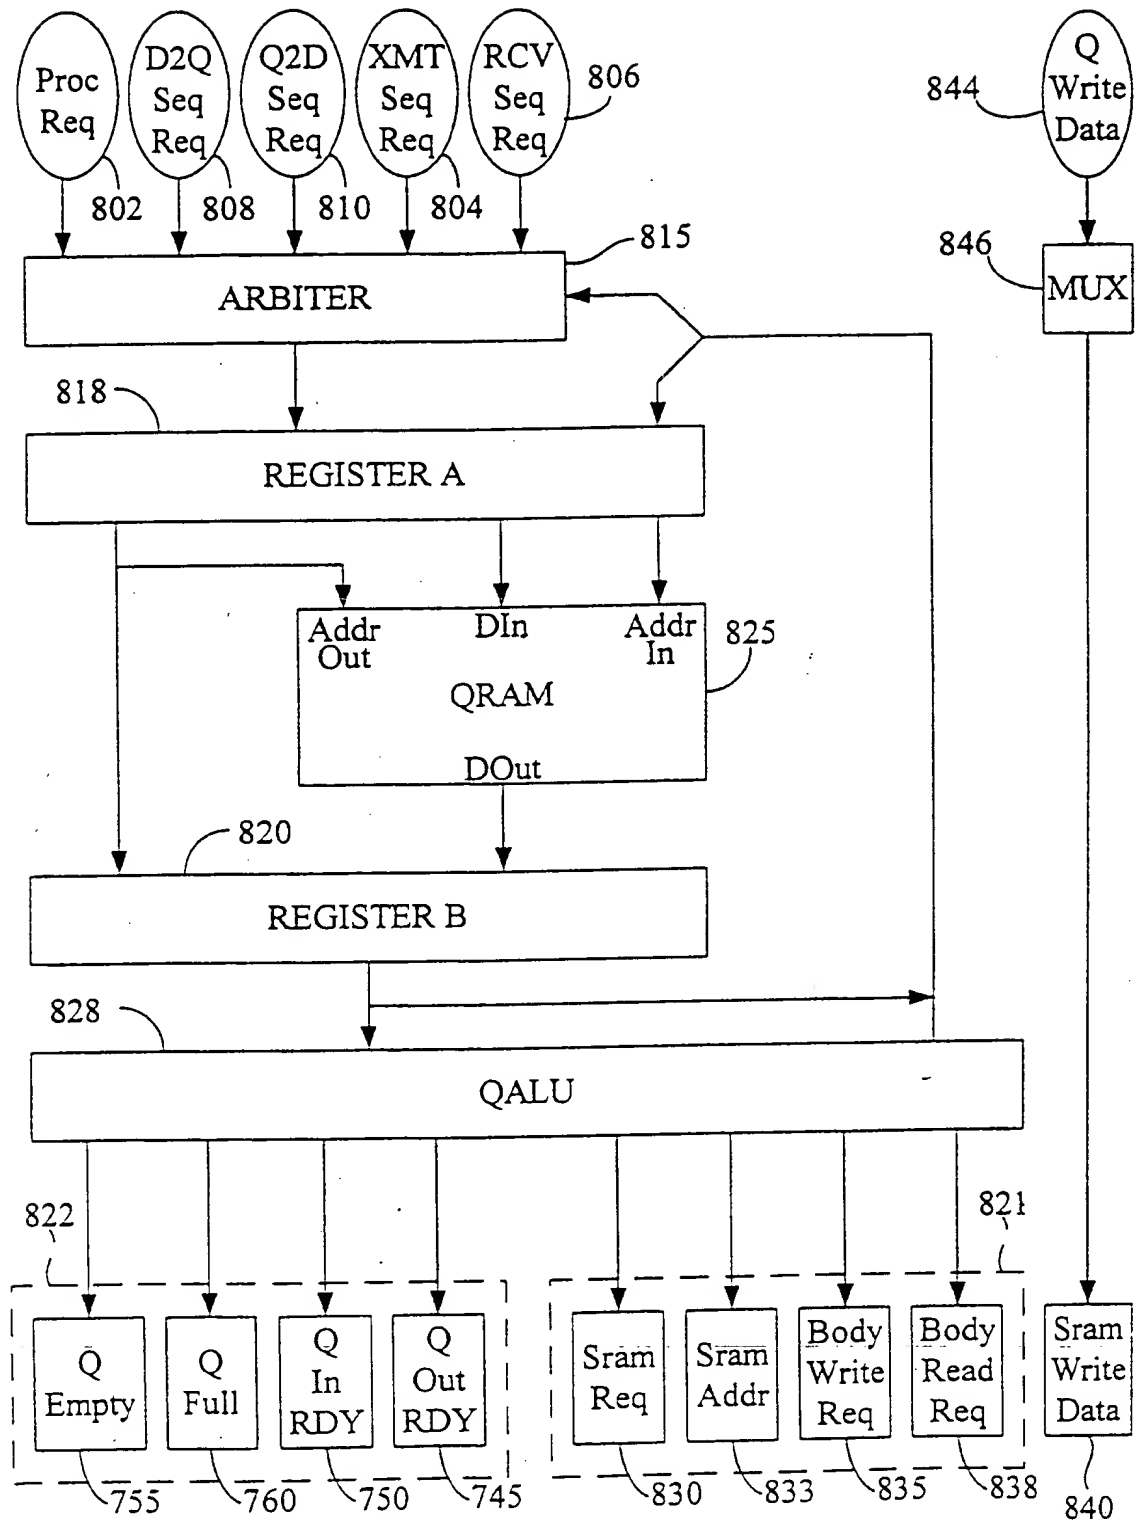 Proc
Req
D2Q
Seq
Req
Q2D
Seq
Req
XMT
Seq
Req
RCV
Seq
Req
806
844
Q
Write
Data
802
808
810
804
815
846
MUX
ARBITER
818
REGISTER A
Addr
Out
DIn
Addr
In
825
QRAM
DOut
820
REGISTER B
828
QALU
822
821
Q
Empty
Q
Full
Q
In
RDY
Q
Out
RDY
Sram
Req
Sram
Addr
Body
Write
Req
Body
Read
Req
Sram
Write
Data
755
760
750
745
830
833
835
838
840